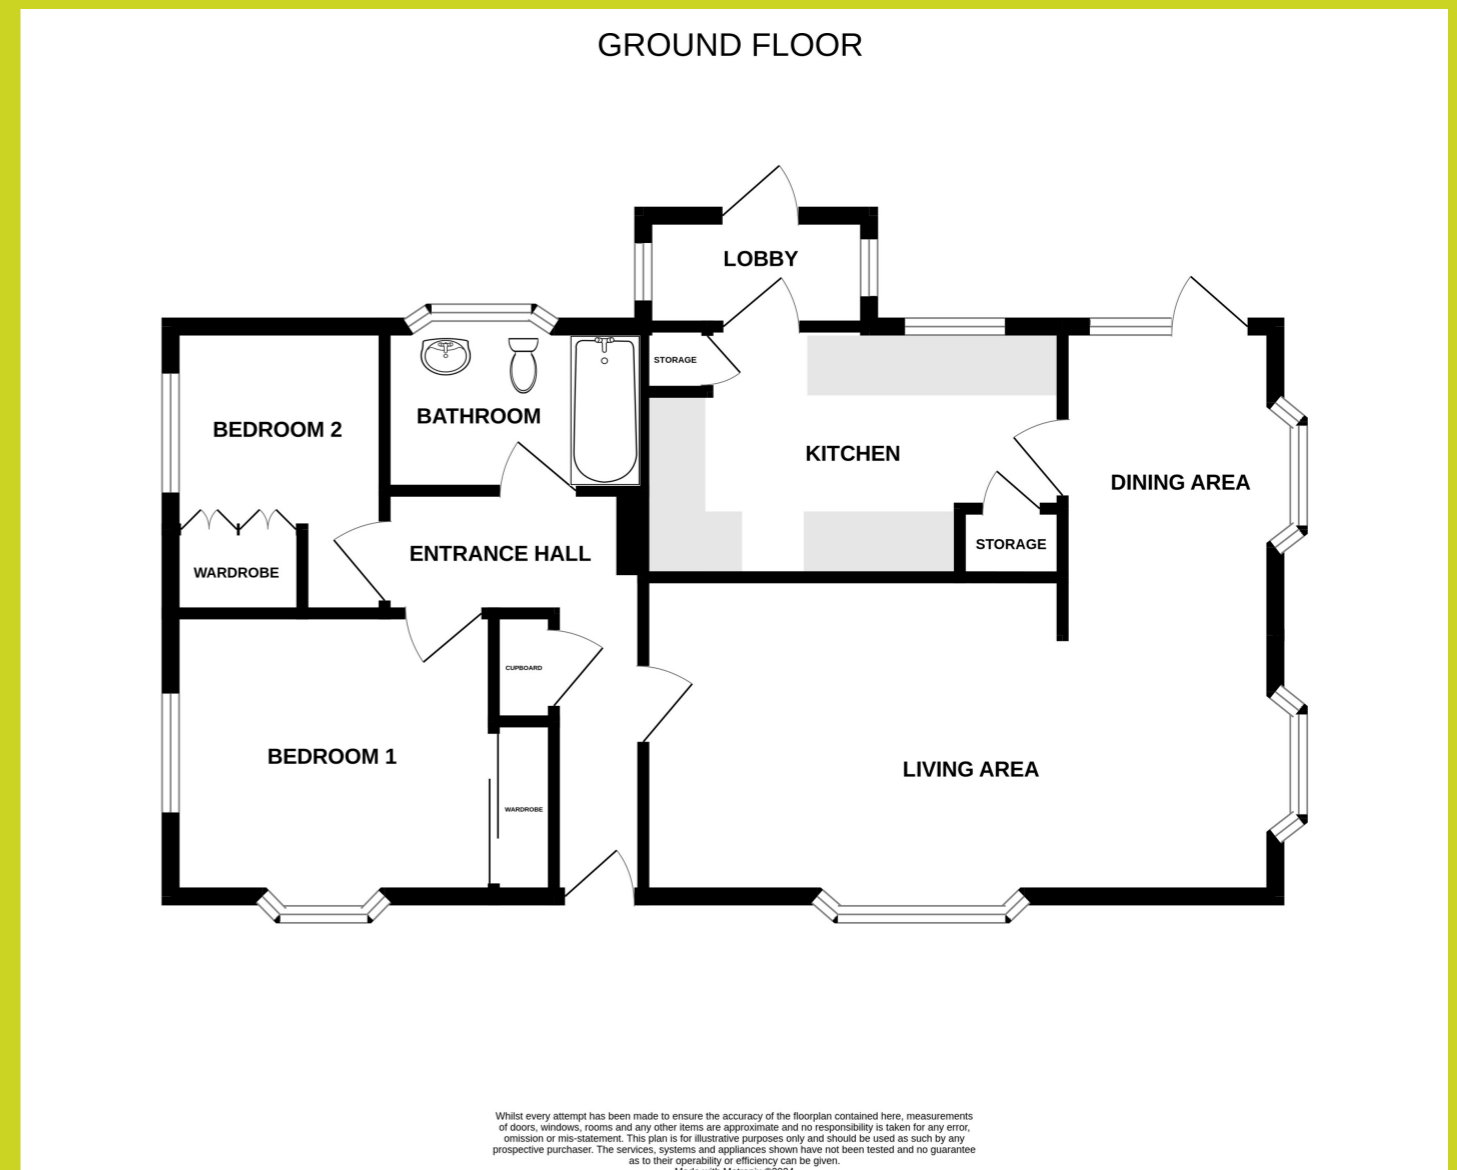 GROUND FLOOR
LOBBY
STORAGE
BATHROOM
BEDROOM 2
KITCHEN
DINING AREA
STORAGE
ENTRANCE HALL
WARDROBE
CUPBOARD
BEDROOM 1
LIVING AREA
WARDROBE
Whilst every attempt has been made to ensure the accuracy of the floorplan contained here, measurements
of doors, windows, rooms and any other items are approximate and no responsibility is taken for any error,
omission or mis-statement. This plan is for illustrative purposes only and should be used as such by any
prospective purchaser. The services, systems and appliances shown have not been tested and no guarantee
as to their operability or efficiency can be given.
Made with Metropix ©2024